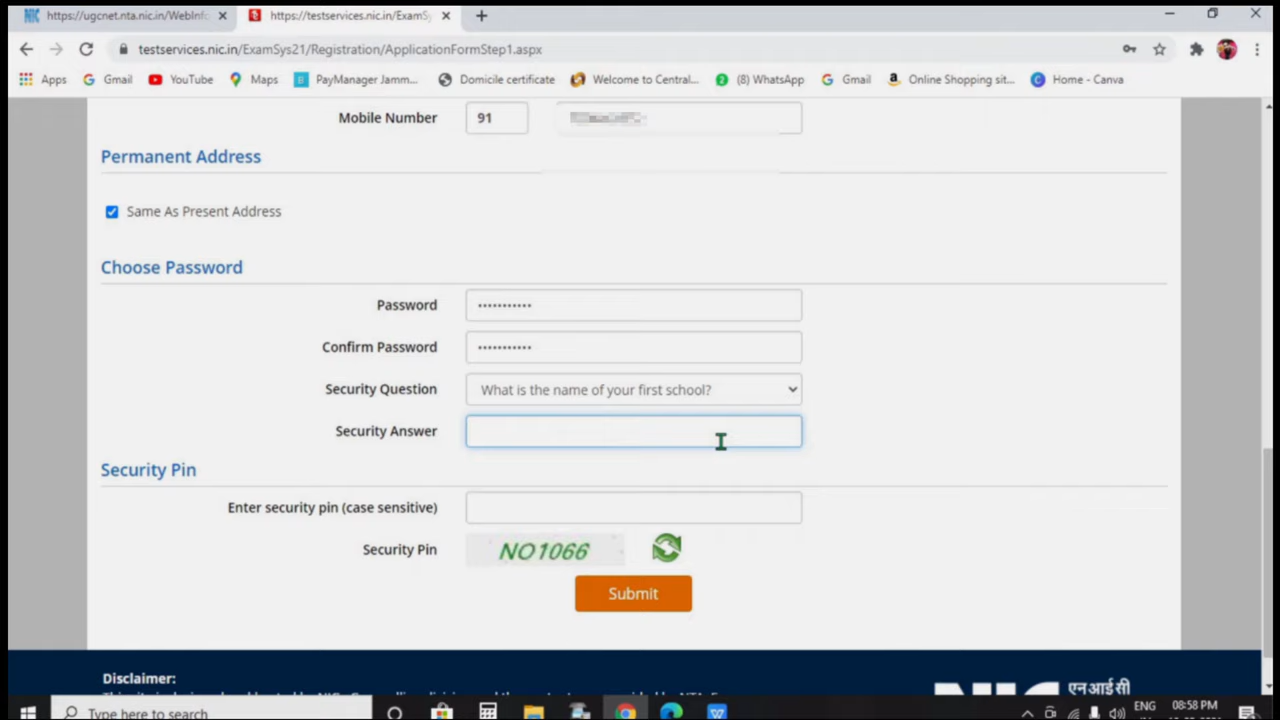 https://ugcnet.nta.nic.in/WebInfo
https://testservices.nic.in/ExamSy
testservices.nic.in/ExamSys21/Registration/ApplicationFormStep1.aspx
Apps Gmail YouTube Maps PayManager Jamm... Domicile certificate Welcome to Central... (8) WhatsApp Gmail Online Shopping sit... Home - Canva
Mobile Number 91
Permanent Address
Same As Present Address
Choose Password
Password •••••••••••
Confirm Password •••••••••••
Security Question What is the name of your first school?
Security Answer
Security Pin
Enter security pin (case sensitive)
Security Pin NO1066
Submit
Disclaimer:
एन आई सी
Type here to search
ENG 08:58 PM